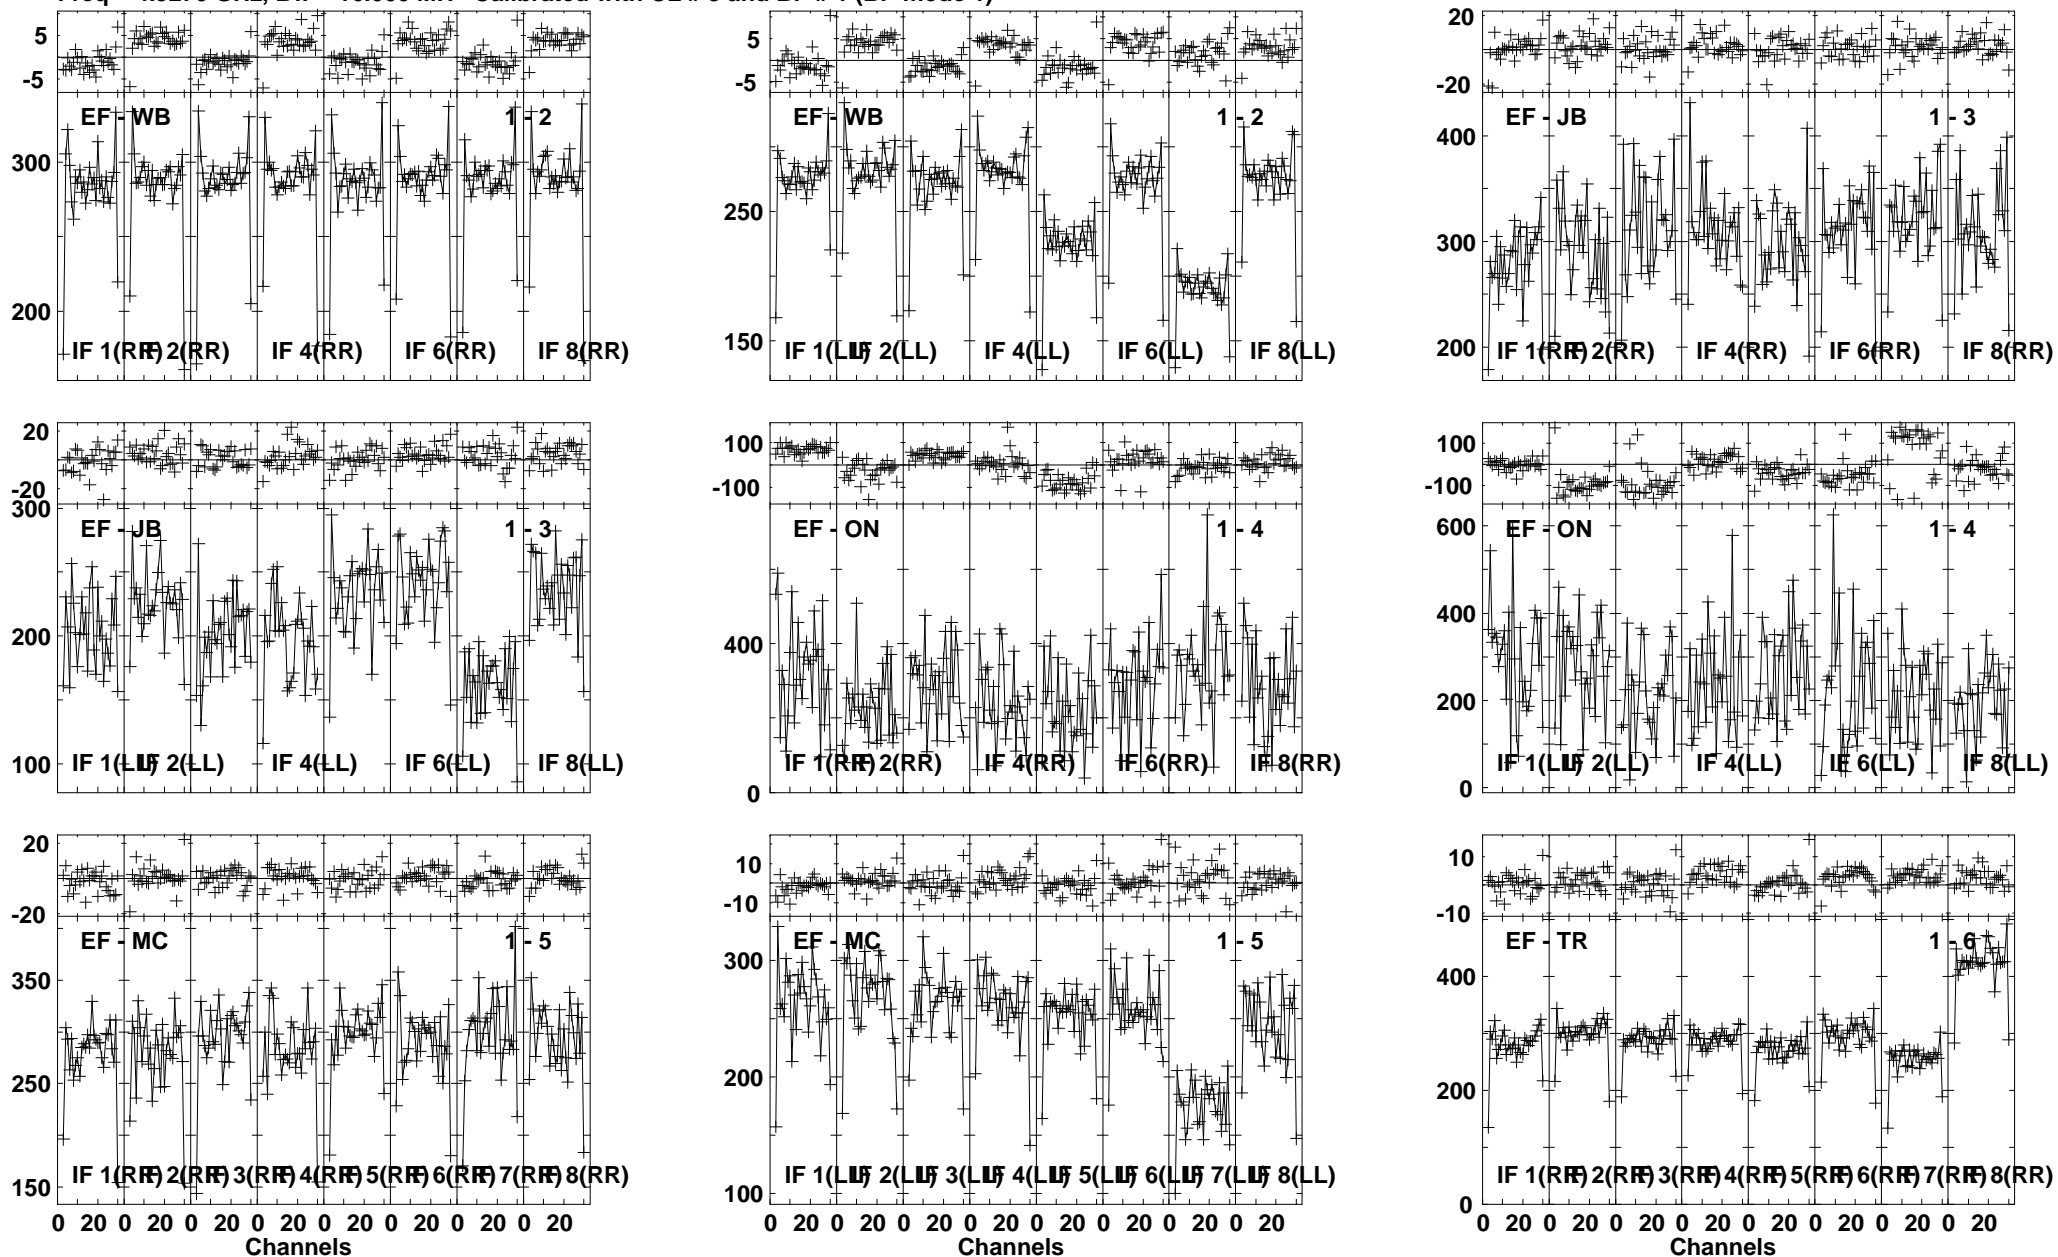 Freq = GHz, Calibrated with CL # and BP # 1 (BP mode 1)
5
-5
EF - WB 1 - 2
300
200
IF 1(RR) IF 2(RR) IF 4(RR) IF 6(RR) IF 8(RR)
5
-5
EF - WB 1 - 2
250
150
IF 1(LL) IF 2(LL) IF 4(LL) IF 6(LL) IF 8(LL)
20
-20
EF - JB 1 - 3
400
300
200
IF 1(RR) IF 2(RR) IF 4(RR) IF 6(RR) IF 8(RR)
20
-20
300
EF - JB 1 - 3
200
100
IF 1(LL) IF 2(LL) IF 4(LL) IF 6(LL) IF 8(LL)
100
-100
EF - ON 1 - 4
400
0
IF 1(RR) IF 2(RR) IF 4(RR) IF 6(RR) IF 8(RR)
100
-100
EF - ON 1 - 4
600
400
200
0
IF 1(LL) IF 2(LL) IF 4(LL) IF 6(LL) IF 8(LL)
20
-20
EF - MC 1 - 5
350
250
150
IF 1(RR) IF 2(RR) IF 3(RR) IF 4(RR) IF 5(RR) IF 6(RR) IF 7(RR) IF 8(RR)
0 20 0 20 0 20 0 20 0 20 0 20 0 20 0 20
Channels
10
-10
EF - MC 1 - 5
300
200
100
IF 1(LL) IF 2(LL) IF 3(LL) IF 4(LL) IF 5(LL) IF 6(LL) IF 7(LL) IF 8(LL)
0 20 0 20 0 20 0 20 0 20 0 20 0 20 0 20
Channels
10
-10
EF - TR 1 - 6
400
200
0
IF 1(RR) IF 2(RR) IF 3(RR) IF 4(RR) IF 5(RR) IF 6(RR) IF 7(RR) IF 8(RR)
0 20 0 20 0 20 0 20 0 20 0 20 0 20 0 20
Channels